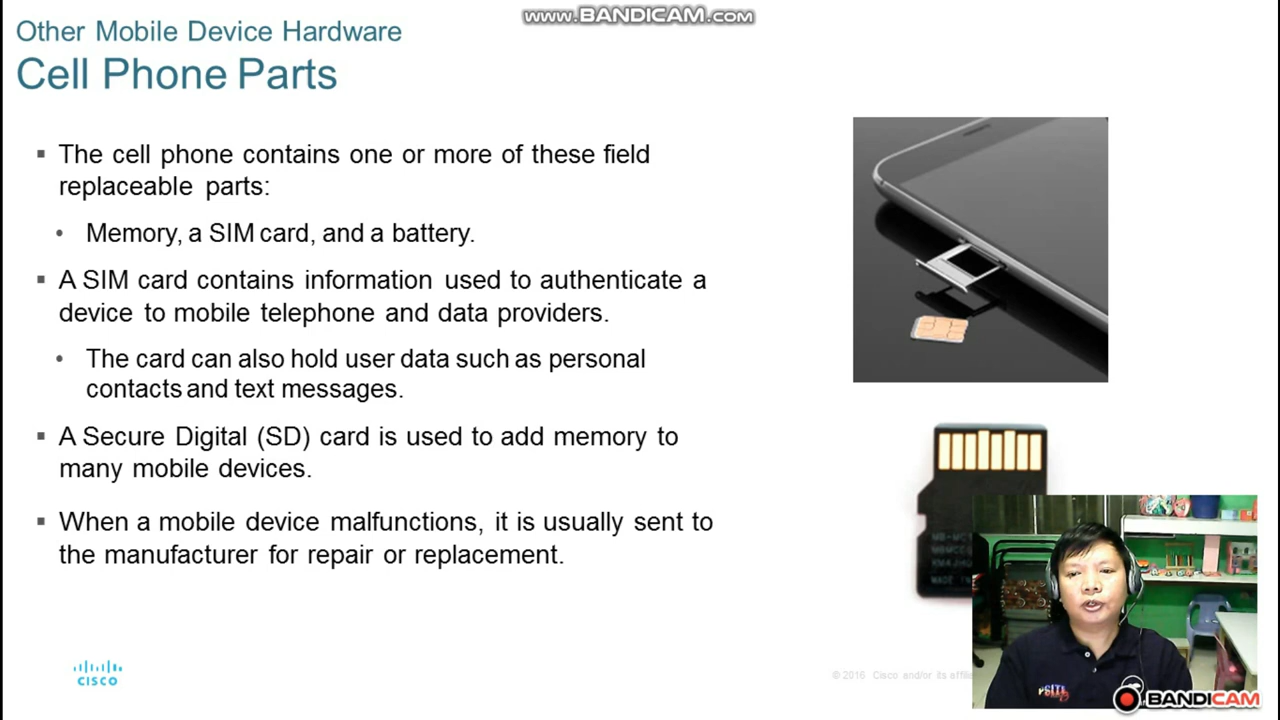 www.BANDICAM.com
Other Mobile Device Hardware
Cell Phone Parts
▪ The cell phone contains one or more of these field
replaceable parts:
• Memory, a SIM card, and a battery.
▪ A SIM card contains information used to authenticate a
device to mobile telephone and data providers.
• The card can also hold user data such as personal
contacts and text messages.
▪ A Secure Digital (SD) card is used to add memory to
many mobile devices.
▪ When a mobile device malfunctions, it is usually sent to
the manufacturer for repair or replacement.
MADE IN
CISCO
© 2016 Cisco and/or its affili
BANDICAM